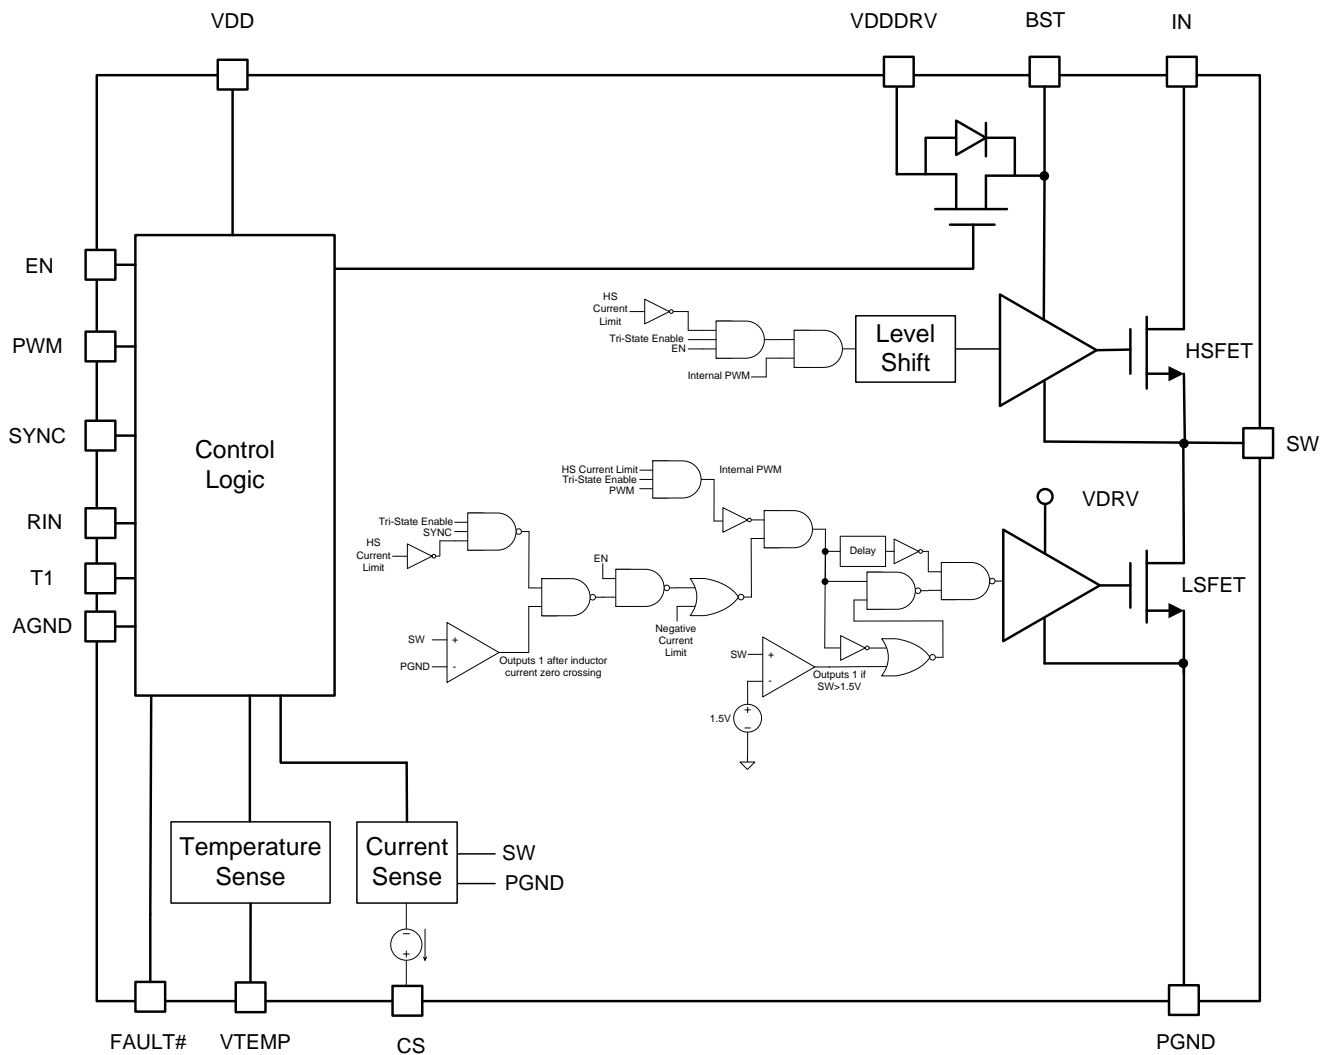 VDD
VDDDRV
BST
IN
EN
PWM
SYNC
RIN
T1
AGND
Control
Logic
HS
Current
Limit
Tri-State Enable
EN
Internal PWM
Level
Shift
HSFET
SW
HS Current Limit
Tri-State Enable
PWM
Internal PWM
VDRV
Tri-State Enable
SYNC
HS
Current
Limit
EN
Delay
LSFET
Negative
Current
Limit
SW
+
PGND
-
Outputs 1 after inductor
current zero crossing
SW
+
-
Outputs 1 if
SW>1.5V
1.5V
+
−
Temperature
Sense
Current
Sense
SW
PGND
−
+
FAULT#
VTEMP
CS
PGND